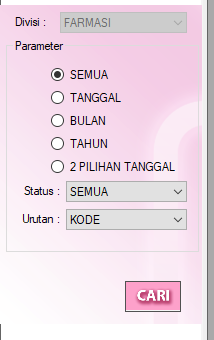 Divisi : FARMASI
Parameter
SEMUA
TANGGAL
BULAN
TAHUN
2 PILIHAN TANGGAL
Status : SEMUA
Urutan : KODE
CARI